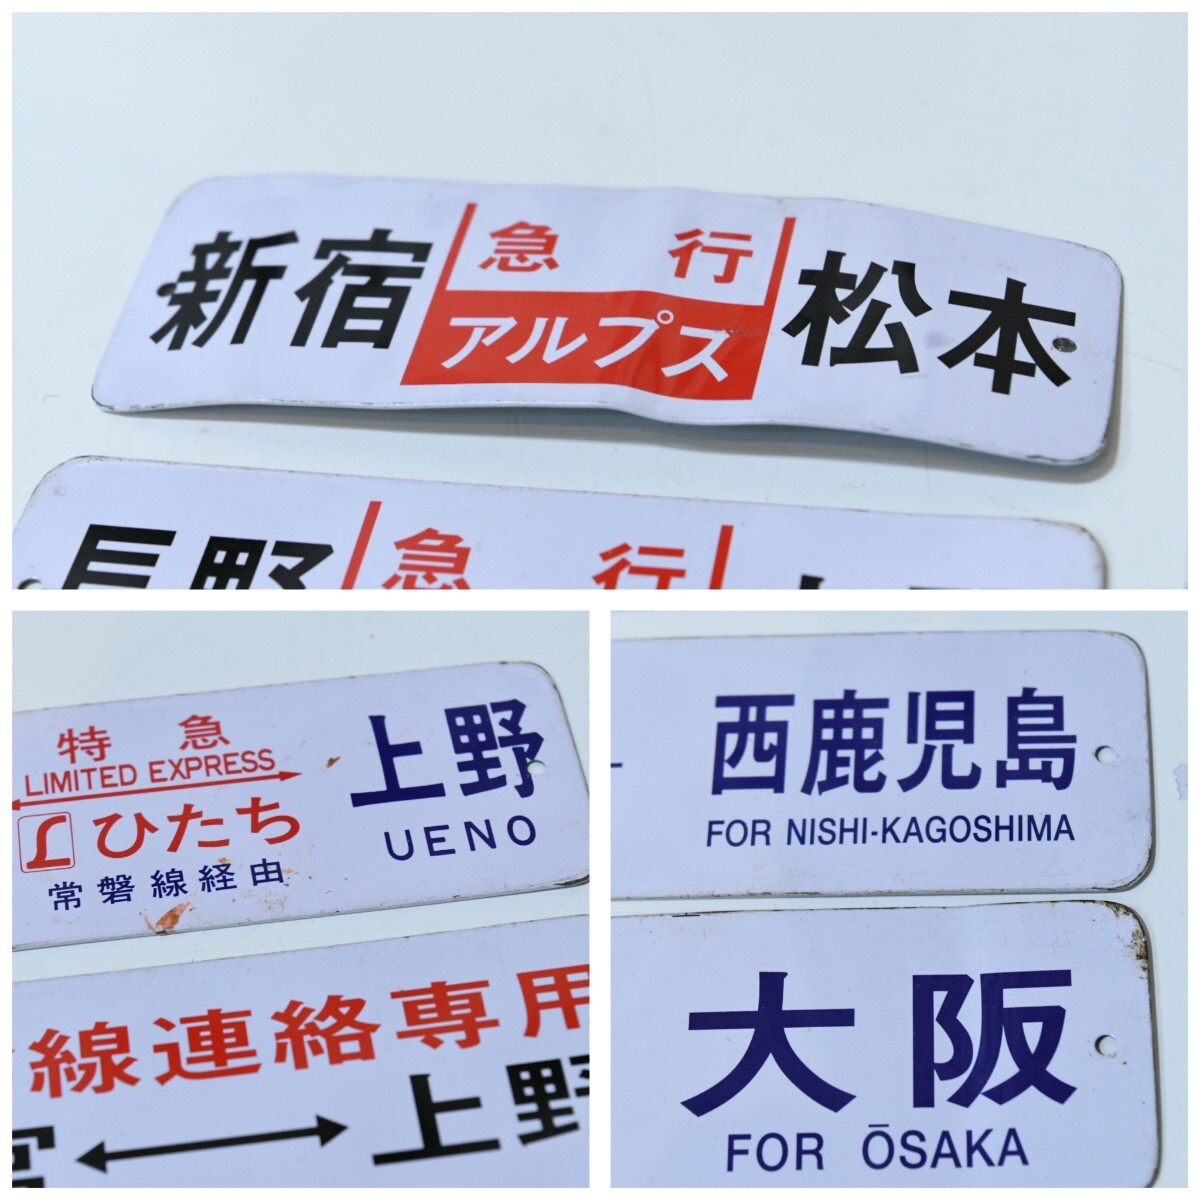 新宿 急行 松本
アルプス
長野 急行
特急
LIMITED EXPRESS
ひたち
常磐線経由
上野
UENO
線連絡専用
上野
西鹿児島
FOR NISHI-KAGOSHIMA
大阪
FOR ŌSAKA